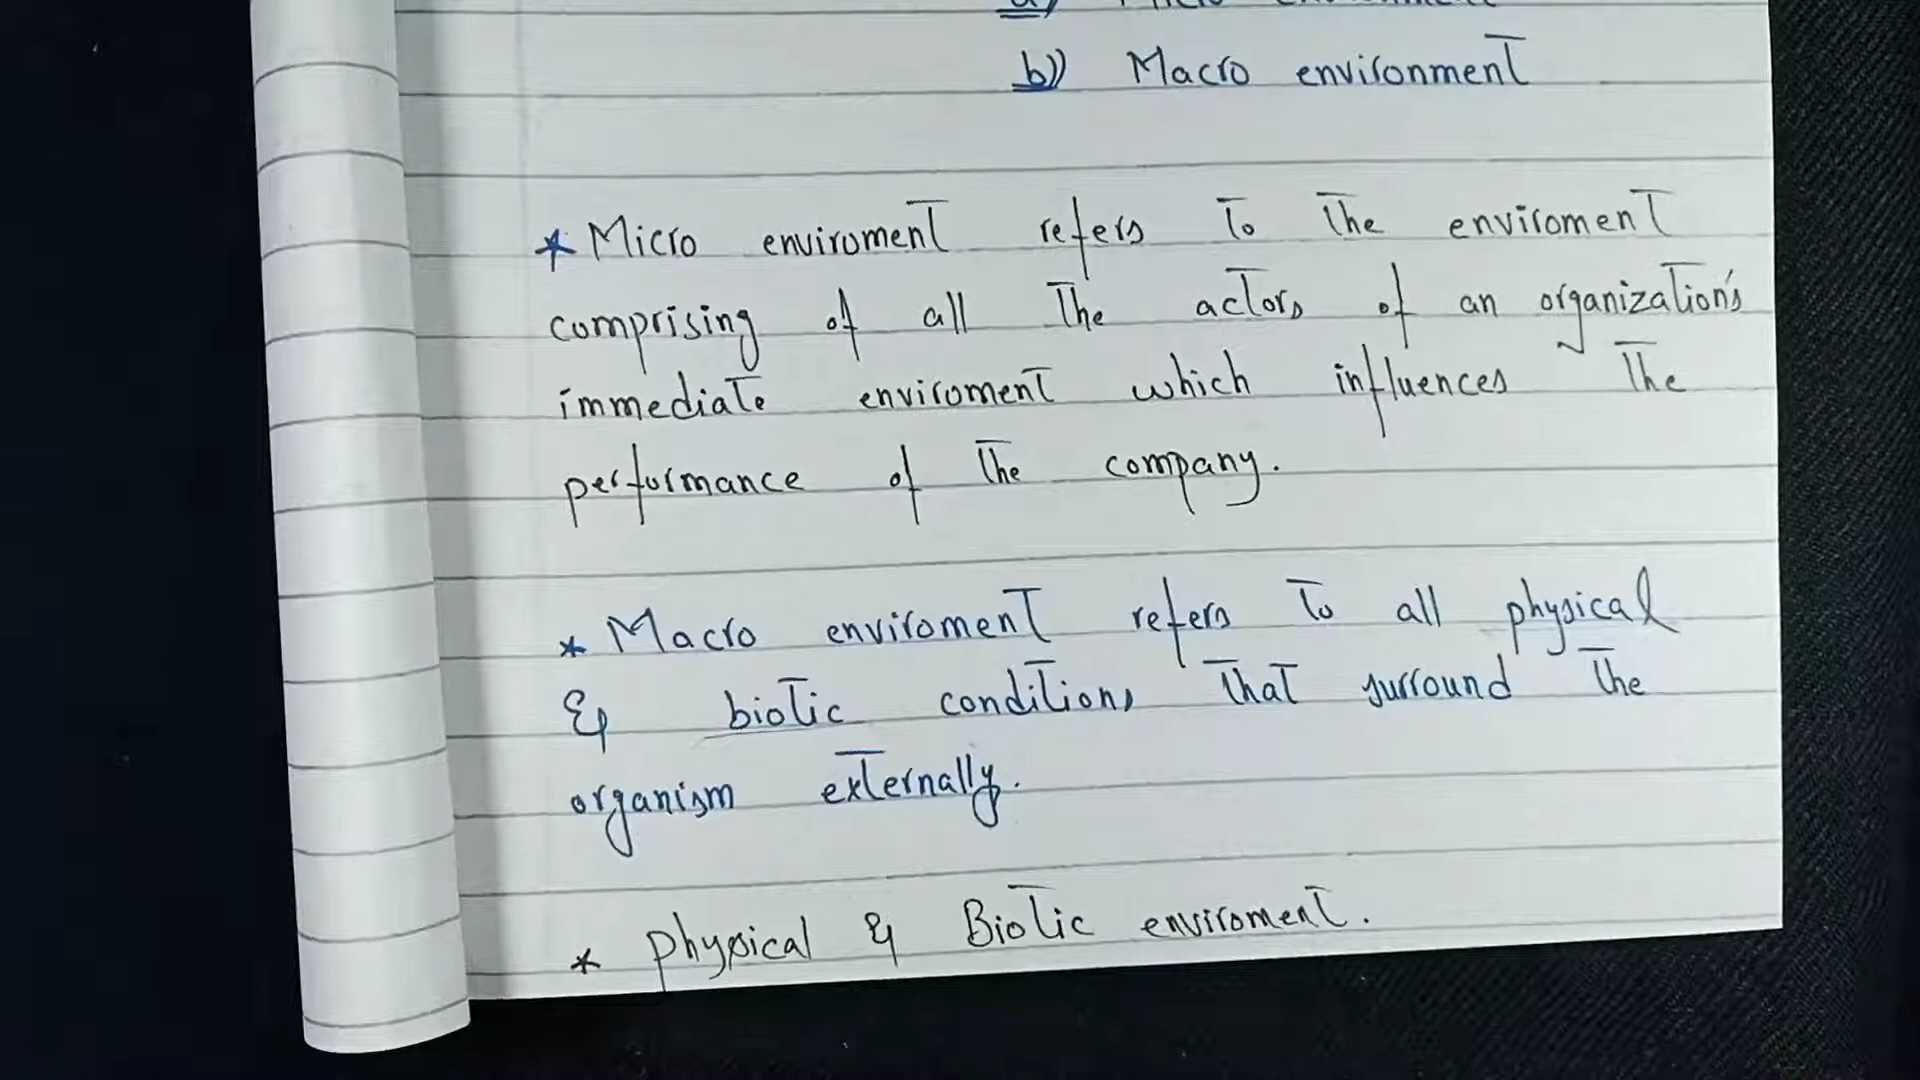 a) Micro environment
b) Macro environment
* Micro enviroment refers to the enviroment
comprising of all the actors of an organization's
immediate enviroment which influences the
performance of the company.
* Macro enviroment refers to all physical
& biotic conditions that surround the
organism externally.
* Physical & Biotic enviroment.